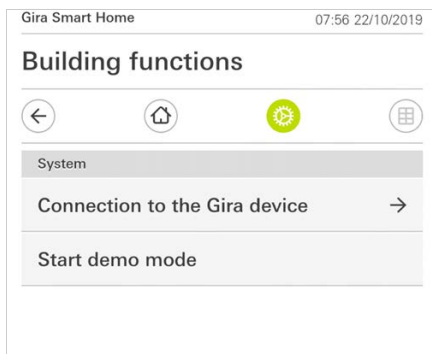 Gira Smart Home 07:56 22/10/2019
Building functions
System
Connection to the Gira device
Start demo mode